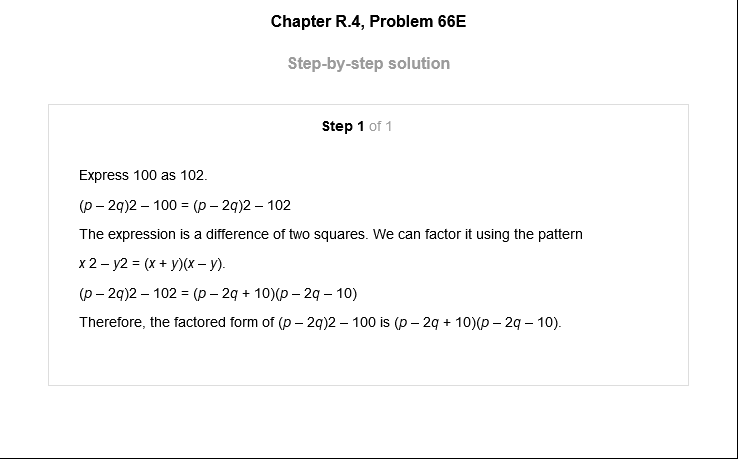 Chapter R.4, Problem 66E
Step-by-step solution
Step 1 of 1
Express 100 as 102.
(p – 2q)2 – 100 = (p – 2q)2 – 102
The expression is a difference of two squares. We can factor it using the pattern
x 2 – y2 = (x + y)(x – y).
(p – 2q)2 – 102 = (p – 2q + 10)(p – 2q – 10)
Therefore, the factored form of (p – 2q)2 – 100 is (p – 2q + 10)(p – 2q – 10).